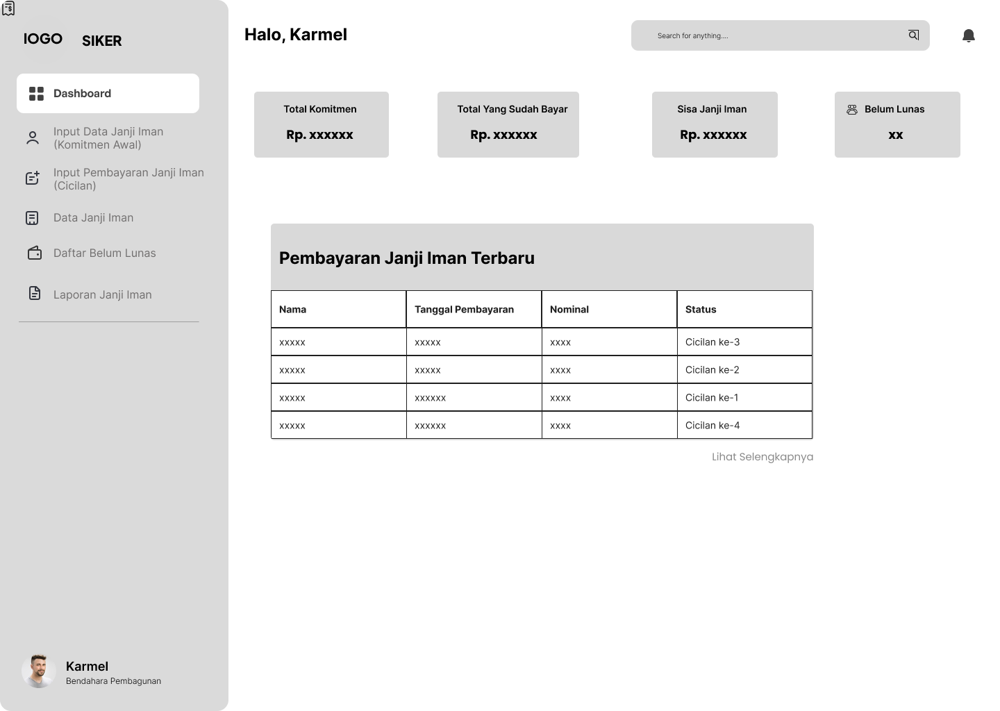 IOGO SIKER
Dashboard
Input Data Janji Iman
(Komitmen Awal)
Input Pembayaran Janji Iman
(Cicilan)
Data Janji Iman
Daftar Belum Lunas
Laporan Janji Iman
Karmel
Bendahara Pembagunan
Halo, Karmel
Search for anything....
Total Komitmen
Rp. xxxxxx
Total Yang Sudah Bayar
Rp. xxxxxx
Sisa Janji Iman
Rp. xxxxxx
Belum Lunas
xx
Pembayaran Janji Iman Terbaru
Nama Tanggal Pembayaran Nominal Status
xxxxx xxxxx xxxx Cicilan ke-3
xxxxx xxxxx xxxx Cicilan ke-2
xxxxx xxxxxx xxxx Cicilan ke-1
xxxxx xxxxxx xxxx Cicilan ke-4
Lihat Selengkapnya